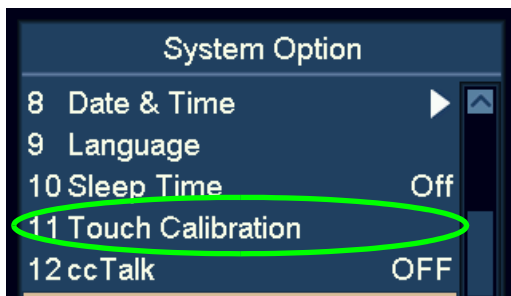 System Option
8 Date & Time
9 Language
10 Sleep Time Off
11 Touch Calibration
12 ccTalk OFF